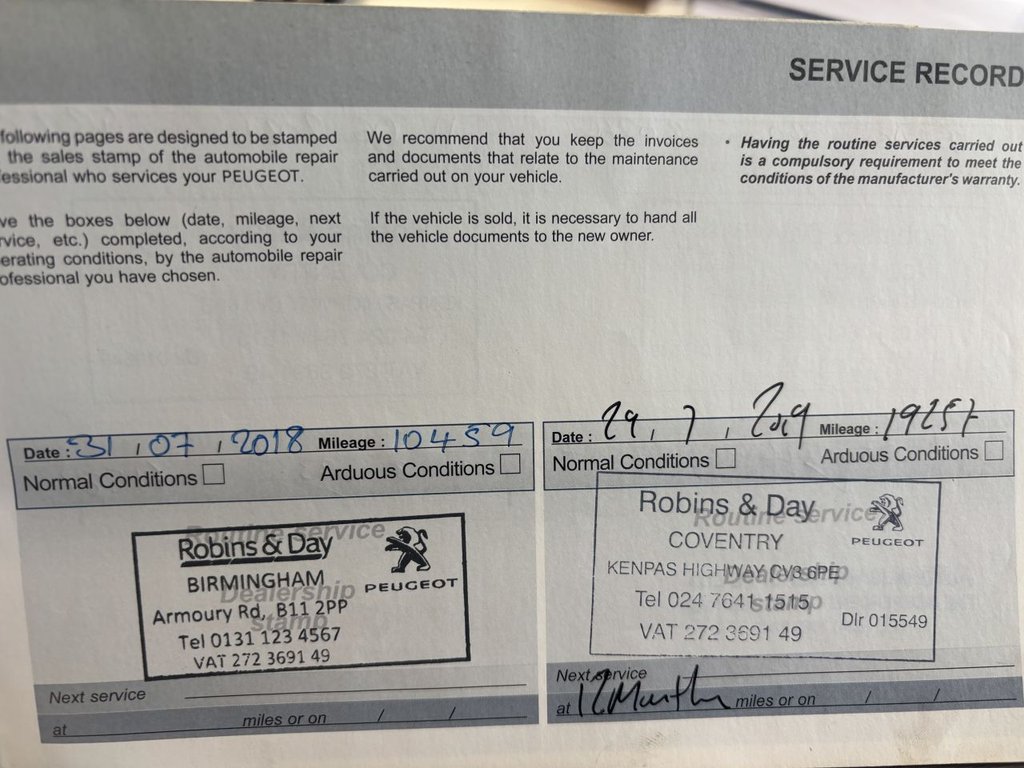 SERVICE RECORD
following pages are designed to be stamped
the sales stamp of the automobile repair
essional who services your PEUGEOT.
ve the boxes below (date, mileage, next
rvice, etc.) completed, according to your
erating conditions, by the automobile repair
ofessional you have chosen.
We recommend that you keep the invoices
and documents that relate to the maintenance
carried out on your vehicle.
If the vehicle is sold, it is necessary to hand all
the vehicle documents to the new owner.
• Having the routine services carried out
is a compulsory requirement to meet the
conditions of the manufacturer's warranty.
Date : 31 / 07 / 2018 Mileage : 10459
Normal Conditions Arduous Conditions
Routine service
Dealership
stamp
Robins & Day
BIRMINGHAM
Armoury Rd, B11 2PP
Tel 0131 123 4567
VAT 272 3691 49
PEUGEOT
Next service
at miles or on / /
Date : 29 / 7 / 2019 Mileage : 19257
Normal Conditions Arduous Conditions
Routine service
Dealership
stamp
Robins & Day
COVENTRY
KENPAS HIGHWAY CV3 6PE
Tel 024 7641 1515
VAT 272 3691 49
PEUGEOT
Dlr 015549
Next service
at 12 Months miles or on / /